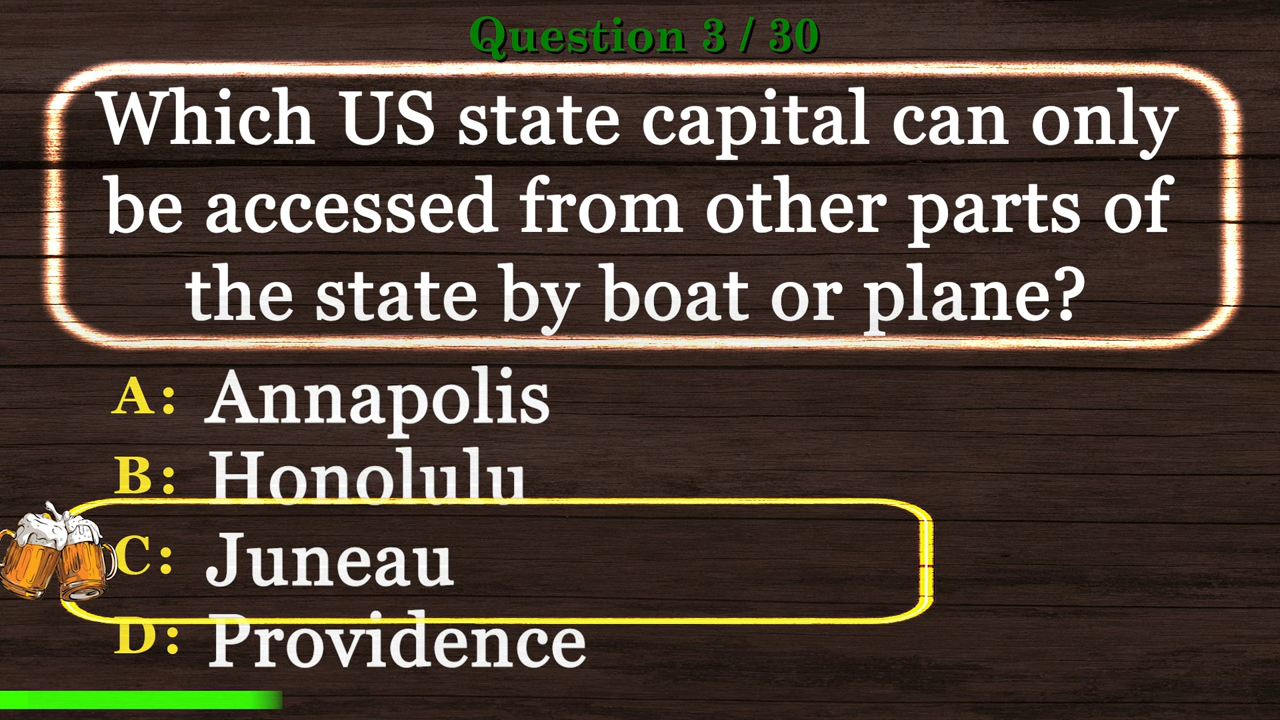 Question 3 / 30
Which US state capital can only
be accessed from other parts of
the state by boat or plane?
A: Annapolis
B: Honolulu
C: Juneau
D: Providence